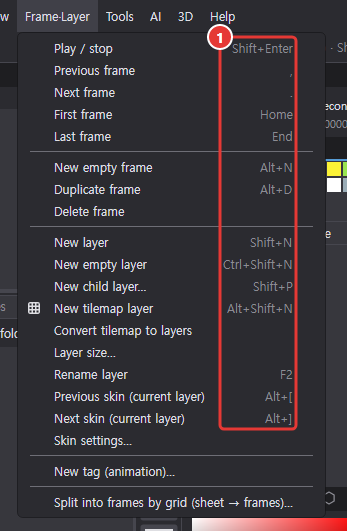 w Frame-Layer Tools AI 3D Help
1
Play / stop Shift+Enter
Previous frame ,
Next frame .
First frame Home
Last frame End
New empty frame Alt+N
Duplicate frame Alt+D
Delete frame
New layer Shift+N
New empty layer Ctrl+Shift+N
New child layer... Shift+P
New tilemap layer Alt+Shift+N
Convert tilemap to layers
Layer size...
Rename layer F2
Previous skin (current layer) Alt+[
Next skin (current layer) Alt+]
Skin settings...
New tag (animation)...
Split into frames by grid (sheet → frames)...